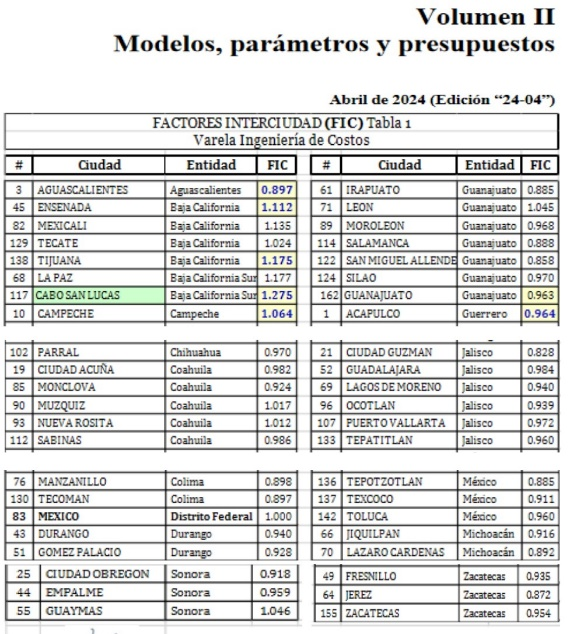 Volumen II
Modelos, parámetros y presupuestos
Abril de 2024 (Edición “24-04”)
FACTORES INTERCIUDAD (FIC) Tabla 1
Varela Ingeniería de Costos
# Ciudad Entidad FIC # Ciudad Entidad FIC
3 AGUASCALIENTES Aguascalientes 0.897 61 IRAPUATO Guanajuato 0.885
45 ENSENADA Baja California 1.112 71 LEON Guanajuato 1.045
82 MEXICALI Baja California 1.135 89 MOROLEON Guanajuato 0.968
129 TECATE Baja California 1.024 114 SALAMANCA Guanajuato 0.888
138 TIJUANA Baja California 1.175 122 SAN MIGUEL ALLENDE Guanajuato 0.858
68 LA PAZ Baja California Sur 1.177 124 SILAO Guanajuato 0.970
117 CABO SAN LUCAS Baja California Sur 1.275 162 GUANAJUATO Guanajuato 0.963
10 CAMPECHE Campeche 1.064 1 ACAPULCO Guerrero 0.964
102 PARRAL Chihuahua 0.970 21 CIUDAD GUZMAN Jalisco 0.828
19 CIUDAD ACUÑA Coahuila 0.982 52 GUADALAJARA Jalisco 0.984
85 MONCLOVA Coahuila 0.924 69 LAGOS DE MORENO Jalisco 0.940
90 MUZQUIZ Coahuila 1.017 96 OCOTLAN Jalisco 0.939
93 NUEVA ROSITA Coahuila 1.012 107 PUERTO VALLARTA Jalisco 0.972
112 SABINAS Coahuila 0.986 133 TEPATITLAN Jalisco 0.960
76 MANZANILLO Colima 0.898 136 TEPOTZOTLAN México 0.885
130 TECOMAN Colima 0.897 137 TEXCOCO México 0.911
83 MEXICO Distrito Federal 1.000 142 TOLUCA México 0.960
43 DURANGO Durango 0.940 66 JIQUILPAN Michoacán 0.916
51 GOMEZ PALACIO Durango 0.928 70 LAZARO CARDENAS Michoacán 0.892
25 CIUDAD OBREGON Sonora 0.918 49 FRESNILLO Zacatecas 0.935
44 EMPALME Sonora 0.959 64 JEREZ Zacatecas 0.872
55 GUAYMAS Sonora 1.046 155 ZACATECAS Zacatecas 0.954